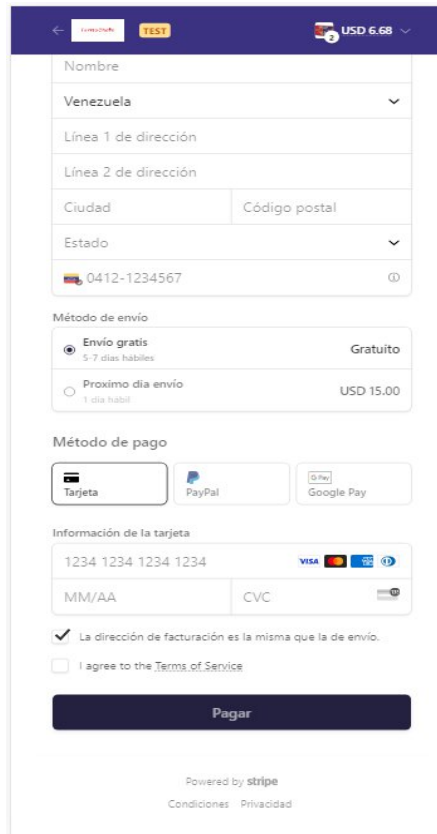 TEST
2
USD 6.68
Nombre
Venezuela
Línea 1 de dirección
Línea 2 de dirección
Ciudad Código postal
Estado
0412-1234567
Método de envío
Envío gratis Gratuito
5-7 días hábiles
Proximo dia envío USD 15.00
1 día hábil
Método de pago
G Pay
Tarjeta PayPal Google Pay
Información de la tarjeta
1234 1234 1234 1234 VISA
MM/AA CVC
La dirección de facturación es la misma que la de envío.
I agree to the Terms of Service
Pagar
Powered by stripe
Condiciones Privacidad